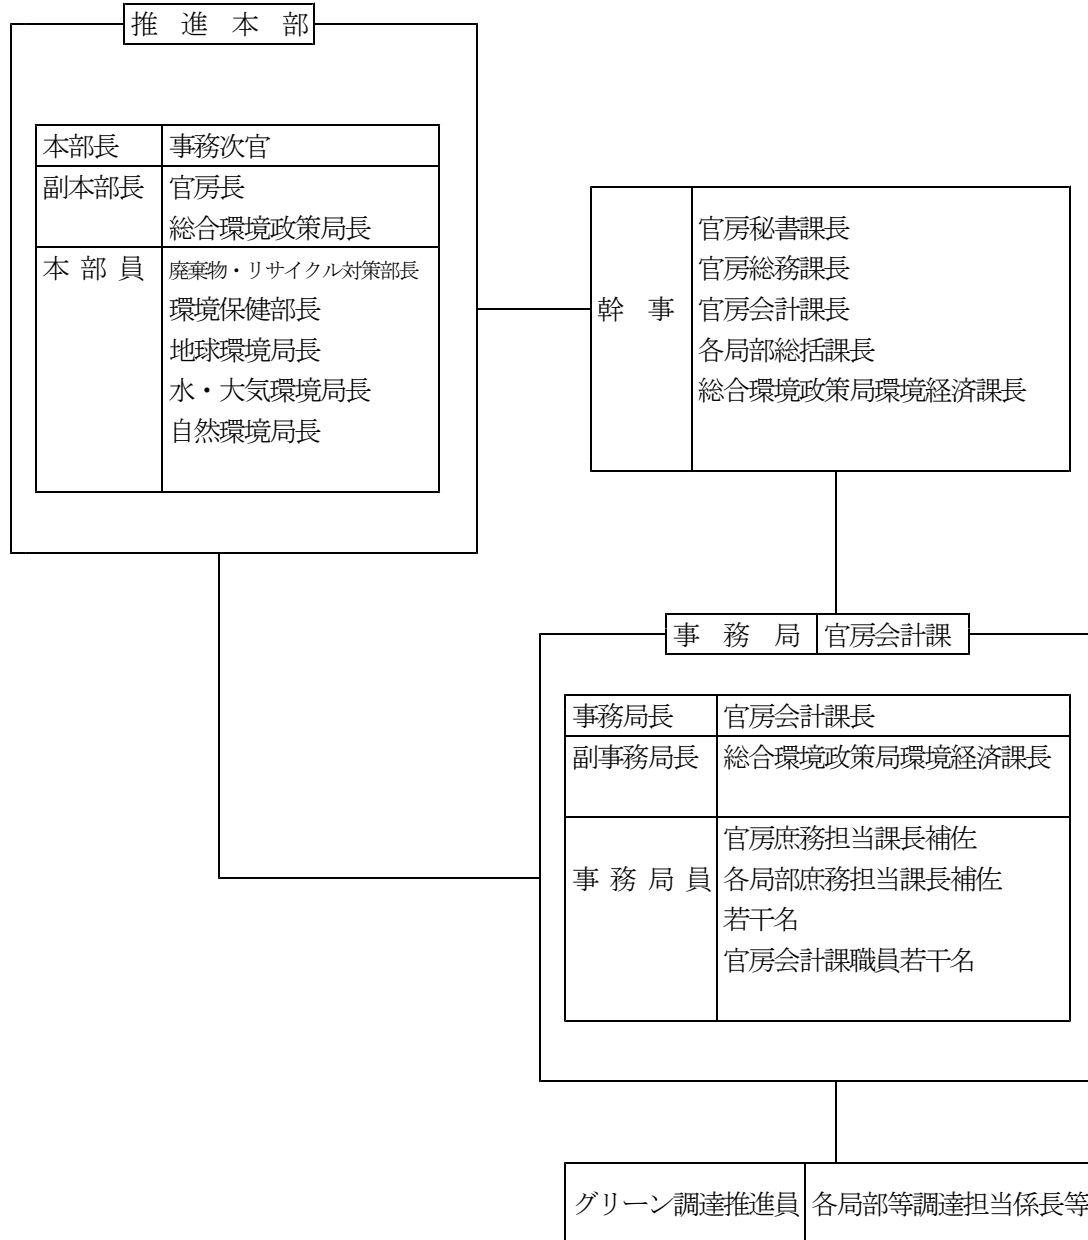 推 進 本 部
本部長 事務次官
副本部長 官房長
総合環境政策局長
本 部 員 廃棄物・リサイクル対策部長
環境保健部長
地球環境局長
水・大気環境局長
自然環境局長
官房秘書課長
官房総務課長
幹 事 官房会計課長
各局部総括課長
総合環境政策局環境経済課長
事 務 局 官房会計課
事務局長 官房会計課長
副事務局長 総合環境政策局環境経済課長
官房庶務担当課長補佐
事 務 局 員 各局部庶務担当課長補佐
若干名
官房会計課職員若干名
グリーン調達推進員 各局部等調達担当係長等